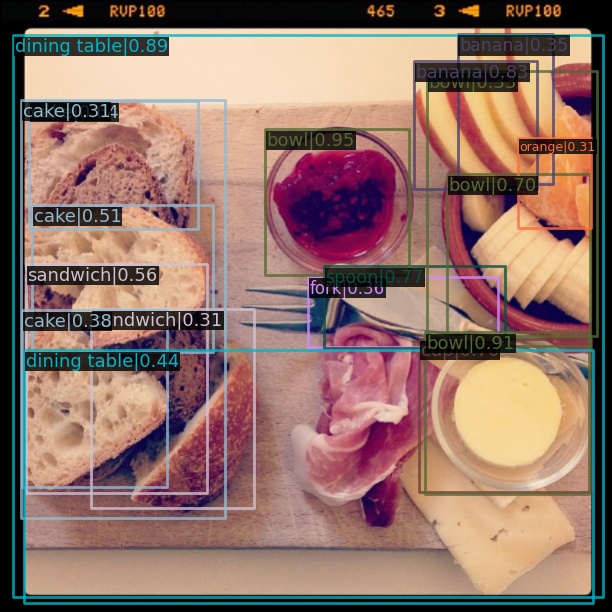 2 RVP100 465 3 RVP100
dining table|0.89
banana|0.35
banana|0.83
cake|0.31
bowl|0.95
orange|0.31
bowl|0.70
cake|0.51
sandwich|0.56
spoon|0.77
fork|0.36
cake|0.38 ndwich|0.31
bowl|0.91
dining table|0.44